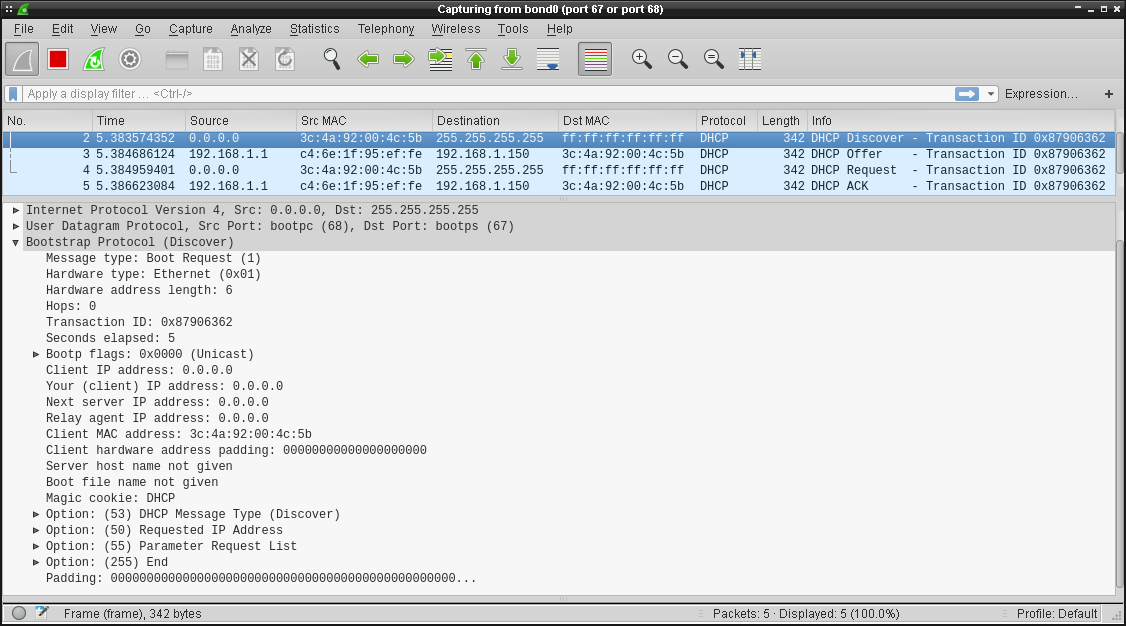 Capturing from bond0 (port 67 or port 68)
File Edit View Go Capture Analyze Statistics Telephony Wireless Tools Help
Apply a display filter ... <Ctrl-/> Expression... +
No. Time Source Src MAC Destination Dst MAC Protocol Length Info
2 5.383574352 0.0.0.0 3c:4a:92:00:4c:5b 255.255.255.255 ff:ff:ff:ff:ff:ff DHCP 342 DHCP Discover - Transaction ID 0x87906362
3 5.384686124 192.168.1.1 c4:6e:1f:95:ef:fe 192.168.1.150 3c:4a:92:00:4c:5b DHCP 342 DHCP Offer - Transaction ID 0x87906362
4 5.384959401 0.0.0.0 3c:4a:92:00:4c:5b 255.255.255.255 ff:ff:ff:ff:ff:ff DHCP 342 DHCP Request - Transaction ID 0x87906362
5 5.386623084 192.168.1.1 c4:6e:1f:95:ef:fe 192.168.1.150 3c:4a:92:00:4c:5b DHCP 342 DHCP ACK - Transaction ID 0x87906362
Internet Protocol Version 4, Src: 0.0.0.0, Dst: 255.255.255.255
User Datagram Protocol, Src Port: bootpc (68), Dst Port: bootps (67)
Bootstrap Protocol (Discover)
Message type: Boot Request (1)
Hardware type: Ethernet (0x01)
Hardware address length: 6
Hops: 0
Transaction ID: 0x87906362
Seconds elapsed: 5
Bootp flags: 0x0000 (Unicast)
Client IP address: 0.0.0.0
Your (client) IP address: 0.0.0.0
Next server IP address: 0.0.0.0
Relay agent IP address: 0.0.0.0
Client MAC address: 3c:4a:92:00:4c:5b
Client hardware address padding: 00000000000000000000
Server host name not given
Boot file name not given
Magic cookie: DHCP
Option: (53) DHCP Message Type (Discover)
Option: (50) Requested IP Address
Option: (55) Parameter Request List
Option: (255) End
Padding: 000000000000000000000000000000000000000000000000...
Frame (frame), 342 bytes Packets: 5 · Displayed: 5 (100.0%) Profile: Default